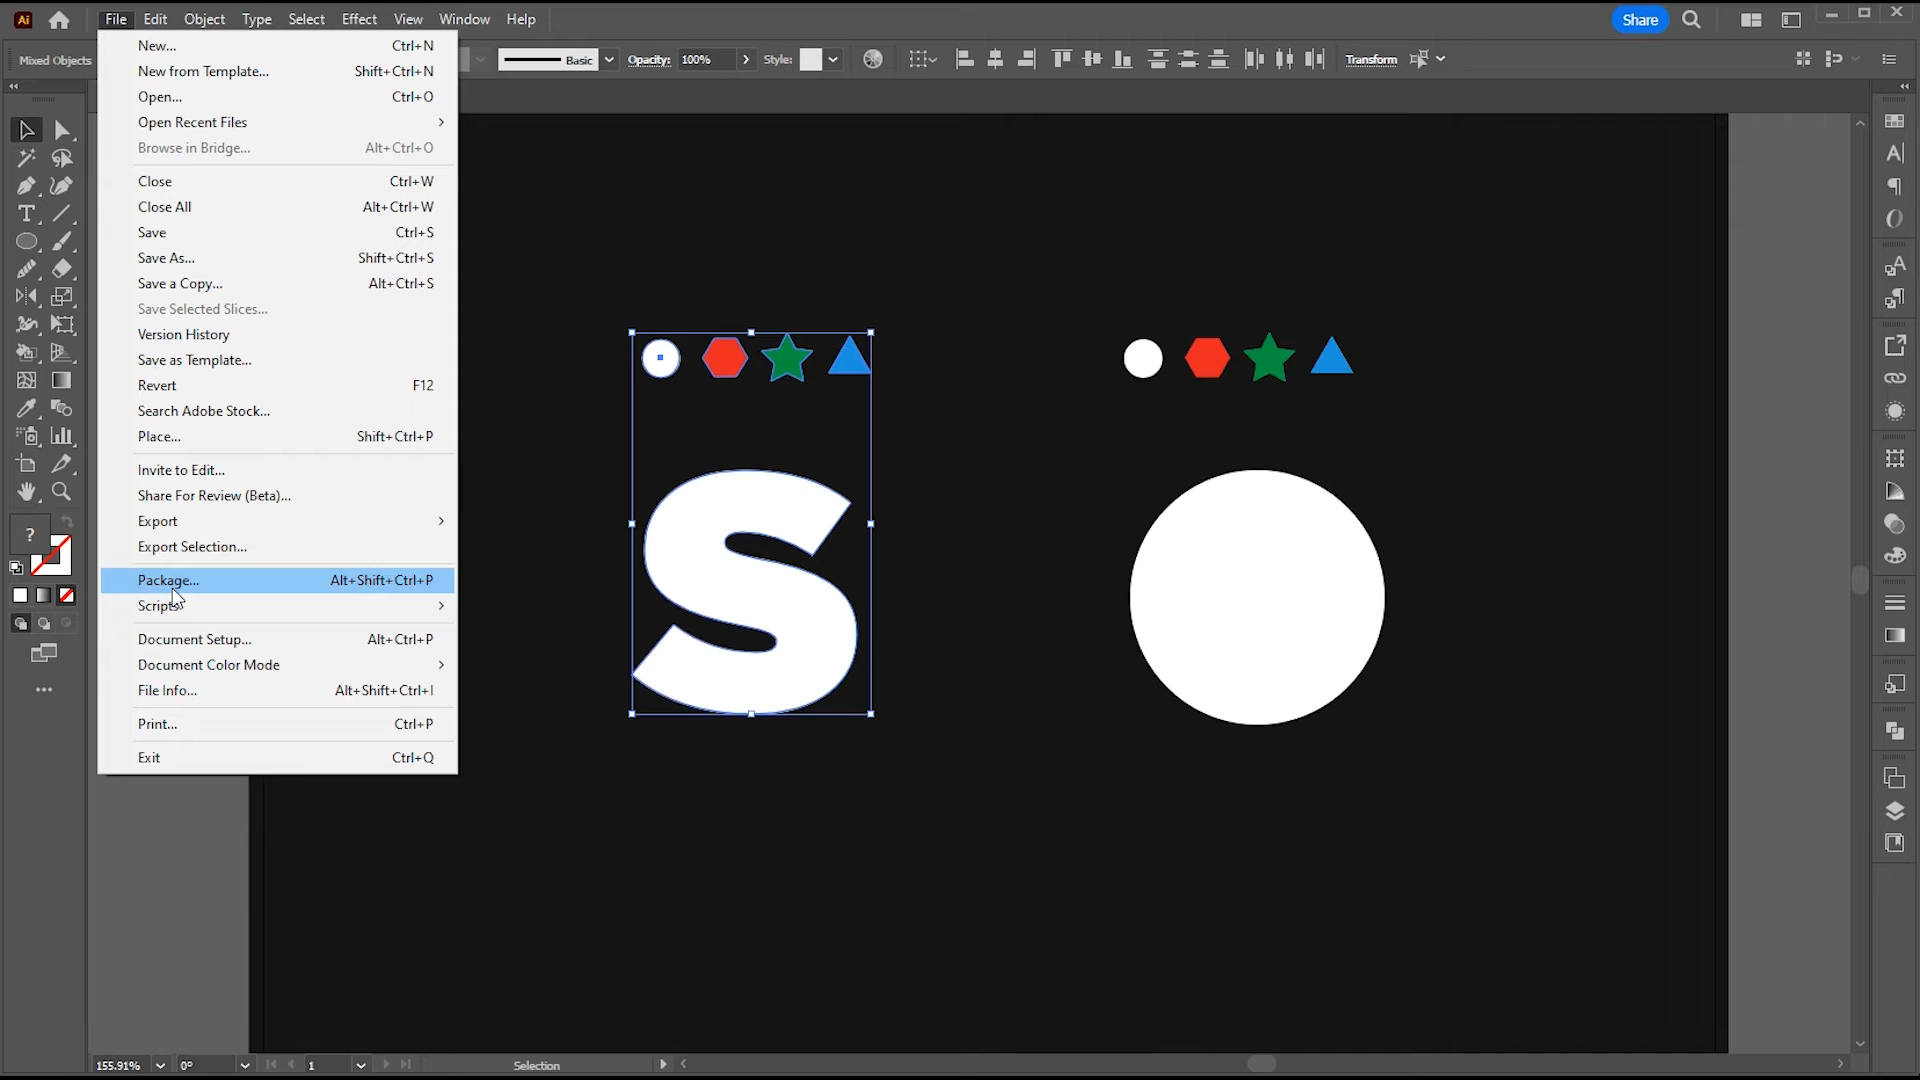 Ai File Edit Object Type Select Effect View Window Help Share
Mixed Objects Basic Opacity: 100% Style: Transform
New... Ctrl+N
New from Template... Shift+Ctrl+N
Open... Ctrl+O
Open Recent Files
Browse in Bridge... Alt+Ctrl+O
Close Ctrl+W
Close All Alt+Ctrl+W
Save Ctrl+S
Save As... Shift+Ctrl+S
Save a Copy... Alt+Ctrl+S
Save Selected Slices...
Version History
Save as Template...
Revert F12
Search Adobe Stock...
Place... Shift+Ctrl+P
Invite to Edit...
Share For Review (Beta)...
Export
Export Selection...
Package... Alt+Shift+Ctrl+P
Scripts
Document Setup... Alt+Ctrl+P
Document Color Mode
File Info... Alt+Shift+Ctrl+I
Print... Ctrl+P
Exit Ctrl+Q
?
S
155.91% 0° 1 Selection